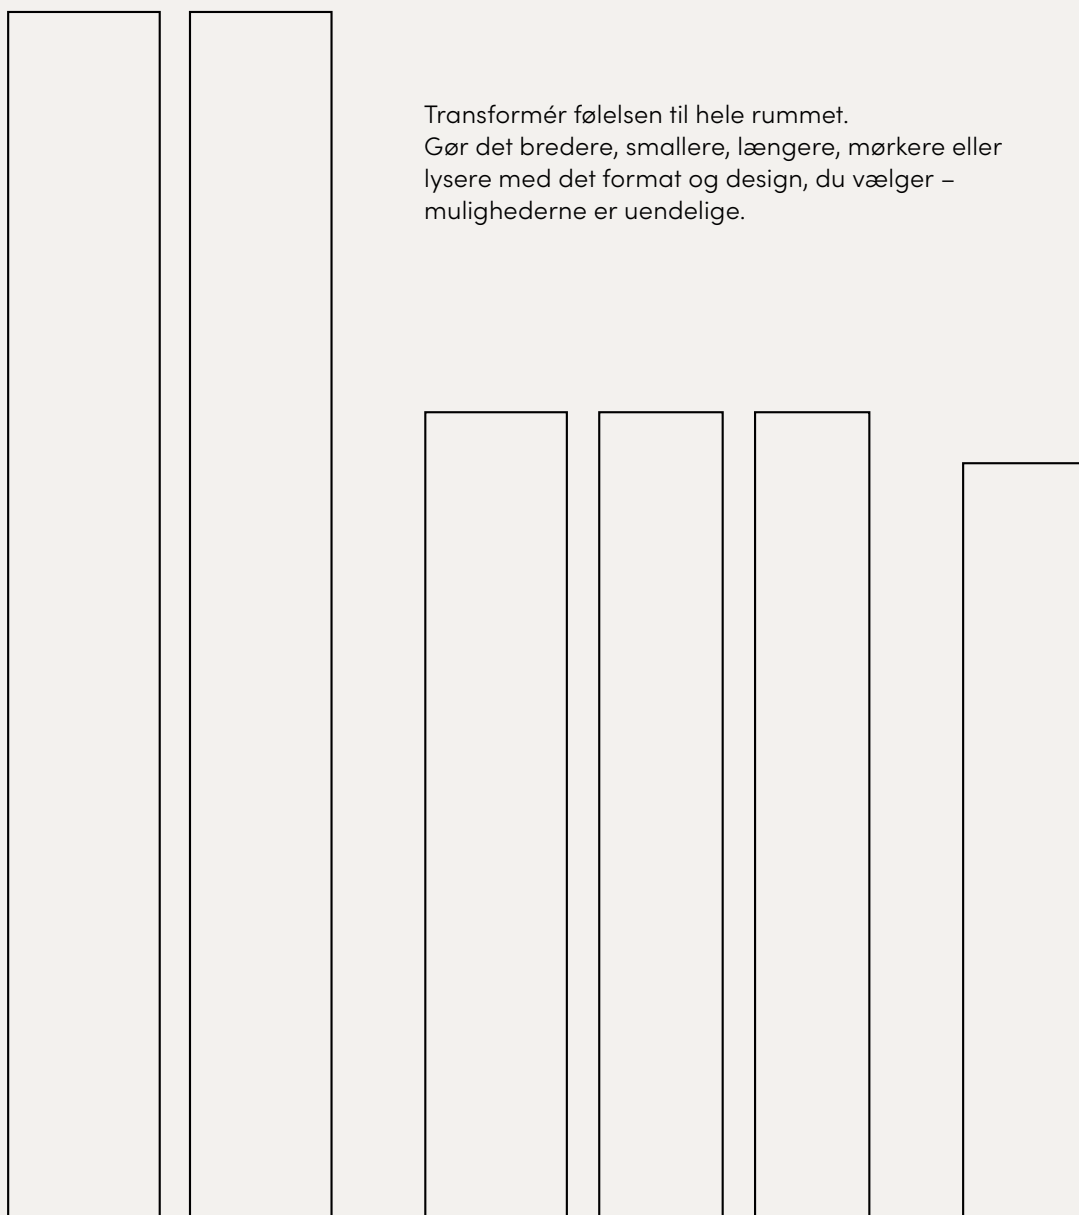 Transformér følelsen til hele rummet.
Gør det bredere, smallere, længere, mørkere eller
lysere med det format og design, du vælger –
mulighederne er uendelige.